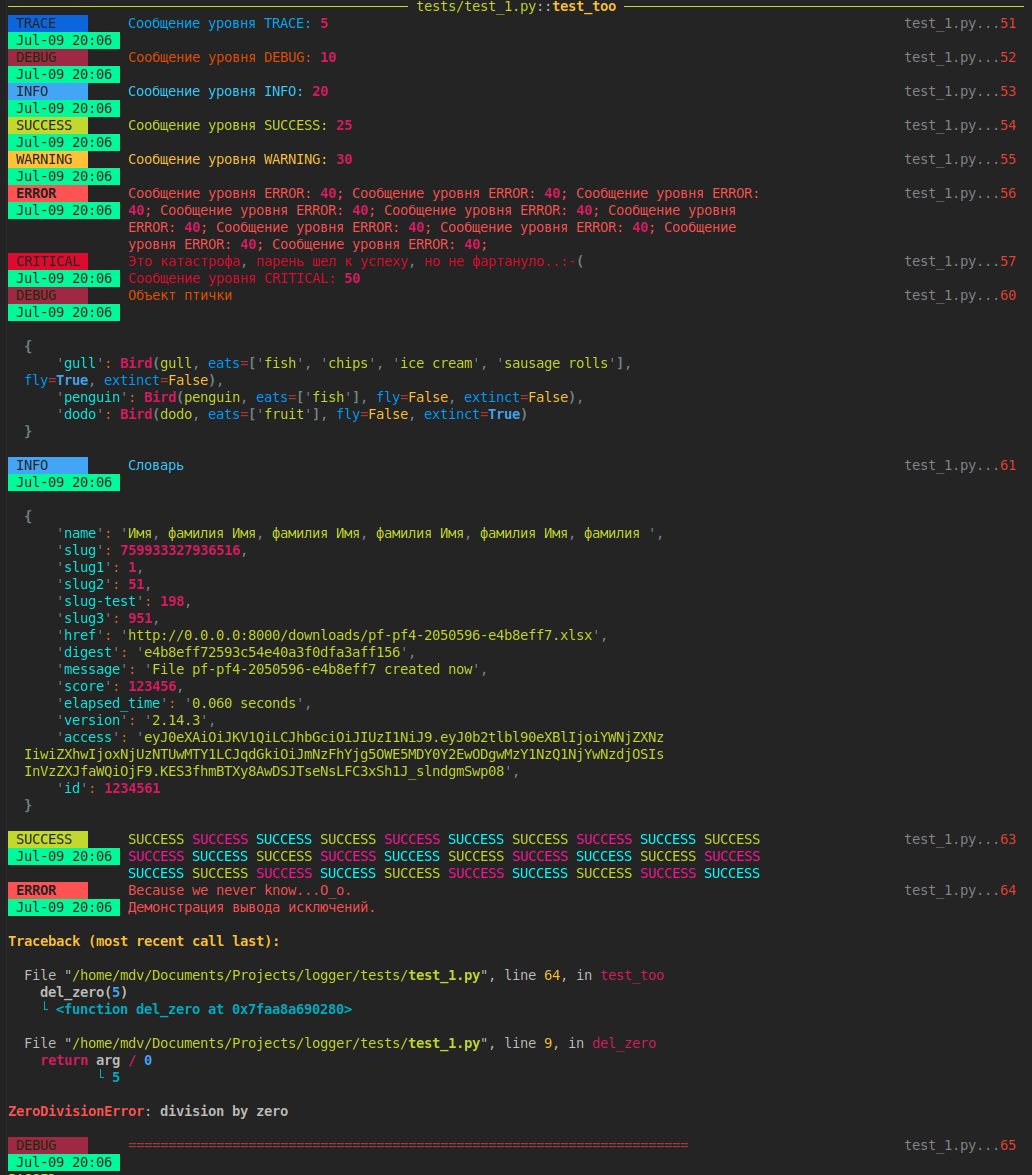 tests/test_1.py::test_too
TRACE Сообщение уровня TRACE: 5 test_1.py...51
Jul-09 20:06
DEBUG Сообщение уровня DEBUG: 10 test_1.py...52
Jul-09 20:06
INFO Сообщение уровня INFO: 20 test_1.py...53
Jul-09 20:06
SUCCESS Сообщение уровня SUCCESS: 25 test_1.py...54
Jul-09 20:06
WARNING Сообщение уровня WARNING: 30 test_1.py...55
Jul-09 20:06
ERROR Сообщение уровня ERROR: 40; Сообщение уровня ERROR: 40; Сообщение уровня ERROR: test_1.py...56
Jul-09 20:06 40; Сообщение уровня ERROR: 40; Сообщение уровня ERROR: 40; Сообщение уровня
ERROR: 40; Сообщение уровня ERROR: 40; Сообщение уровня ERROR: 40; Сообщение
уровня ERROR: 40; Сообщение уровня ERROR: 40;
CRITICAL Это катастрофа, парень шел к успеху, но не фартануло..:-( test_1.py...57
Jul-09 20:06 Сообщение уровня CRITICAL: 50
DEBUG Объект птички test_1.py...60
Jul-09 20:06
{
'gull': Bird(gull, eats=['fish', 'chips', 'ice cream', 'sausage rolls'],
fly=True, extinct=False),
'penguin': Bird(penguin, eats=['fish'], fly=False, extinct=False),
'dodo': Bird(dodo, eats=['fruit'], fly=False, extinct=True)
}
INFO Словарь test_1.py...61
Jul-09 20:06
{
'name': 'Имя, фамилия Имя, фамилия Имя, фамилия Имя, фамилия Имя, фамилия ',
'slug': 759933327936516,
'slug1': 1,
'slug2': 51,
'slug-test': 198,
'slug3': 951,
'href': 'http://0.0.0.0:8000/downloads/pf-pf4-2050596-e4b8eff7.xlsx',
'digest': 'e4b8eff72593c54e40a3f0dfa3aff156',
'message': 'File pf-pf4-2050596-e4b8eff7 created now',
'score': 123456,
'elapsed_time': '0.060 seconds',
'version': '2.14.3',
'access': 'eyJ0eXAiOiJKV1QiLCJhbGciOiJIUzI1NiJ9.eyJ0b2tlbl90eXBlIjoiYWNjZXNz
IiwiZXhwIjoxNjUzNTUwMTY1LCJqdGkiOiJmNzFhYjg5OWE5MDY0Y2EwODgwMzY1NzQ1NjYwNzdjOSIs
InVzZXJfaWQiOjF9.KES3fhmBTXy8AwDSJTseNsLFC3xSh1J_slndgmSwp08',
'id': 1234561
}
SUCCESS SUCCESS SUCCESS SUCCESS SUCCESS SUCCESS SUCCESS SUCCESS SUCCESS SUCCESS SUCCESS test_1.py...63
Jul-09 20:06 SUCCESS SUCCESS SUCCESS SUCCESS SUCCESS SUCCESS SUCCESS SUCCESS SUCCESS SUCCESS
SUCCESS SUCCESS SUCCESS SUCCESS SUCCESS SUCCESS SUCCESS SUCCESS SUCCESS SUCCESS
ERROR Because we never know...O_o. test_1.py...64
Jul-09 20:06 Демонстрация вывода исключений.
Traceback (most recent call last):
File "/home/mdv/Documents/Projects/logger/tests/test_1.py", line 64, in test_too
del_zero(5)
└ <function del_zero at 0x7faa8a690280>
File "/home/mdv/Documents/Projects/logger/tests/test_1.py", line 9, in del_zero
return arg / 0
└ 5
ZeroDivisionError: division by zero
DEBUG ====================================================================== test_1.py...65
Jul-09 20:06